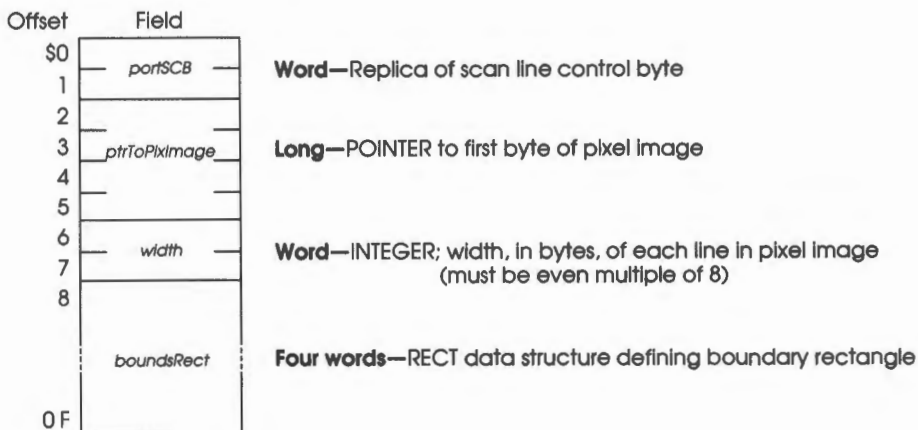 Offset Field
$0
portSCB Word—Replica of scan line control byte
1
2
3 ptrToPixImage Long—POINTER to first byte of pixel image
4
5
6
width Word—INTEGER; width, in bytes, of each line in pixel image
7 (must be even multiple of 8)
8
boundsRect Four words—RECT data structure defining boundary rectangle
0F